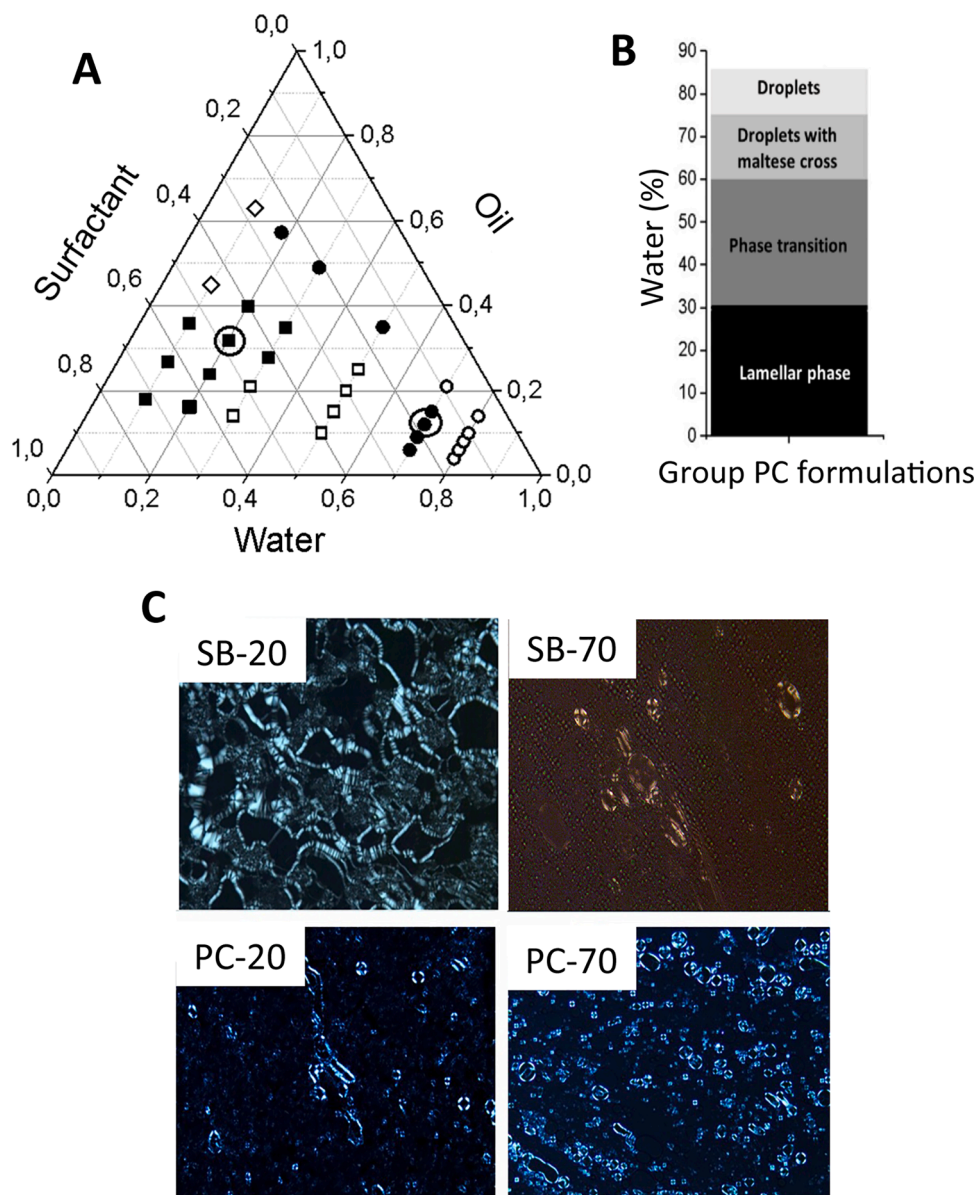 A
0,0
1,0
0,2
0,8
0,4
0,6
0,6
0,4
0,8
0,2
1,0
0,0
0,0
0,2
0,4
0,6
0,8
1,0
Surfactant
Oil
Water
B
90
80
70
60
50
40
30
20
10
0
Water (%)
Droplets
Droplets with
maltese cross
Phase transition
Lamellar phase
Group PC formulations
C
SB-20
SB-70
PC-20
PC-70